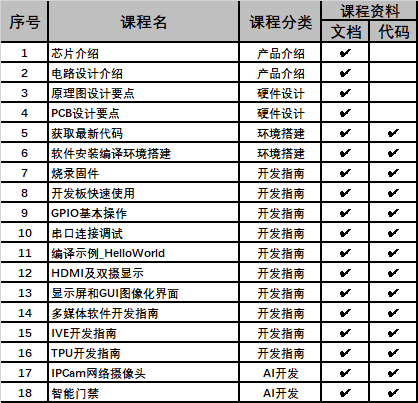 序号 课程名 课程分类 课程资料
文档 代码
1 芯片介绍 产品介绍 ✔
2 电路设计介绍 产品介绍 ✔
3 原理图设计要点 硬件设计 ✔
4 PCB设计要点 硬件设计 ✔
5 获取最新代码 环境搭建 ✔ ✔
6 软件安装编译环境搭建 环境搭建 ✔ ✔
7 烧录固件 开发指南 ✔ ✔
8 开发板快速使用 开发指南 ✔ ✔
9 GPIO基本操作 开发指南 ✔ ✔
10 串口连接调试 开发指南 ✔ ✔
11 编译示例_HelloWorld 开发指南 ✔ ✔
12 HDMI及双摄显示 开发指南 ✔ ✔
13 显示屏和GUI图像化界面 开发指南 ✔ ✔
14 多媒体软件开发指南 开发指南 ✔ ✔
15 IVE开发指南 开发指南 ✔ ✔
16 TPU开发指南 开发指南 ✔ ✔
17 IPCam网络摄像头 AI开发 ✔ ✔
18 智能门禁 AI开发 ✔ ✔